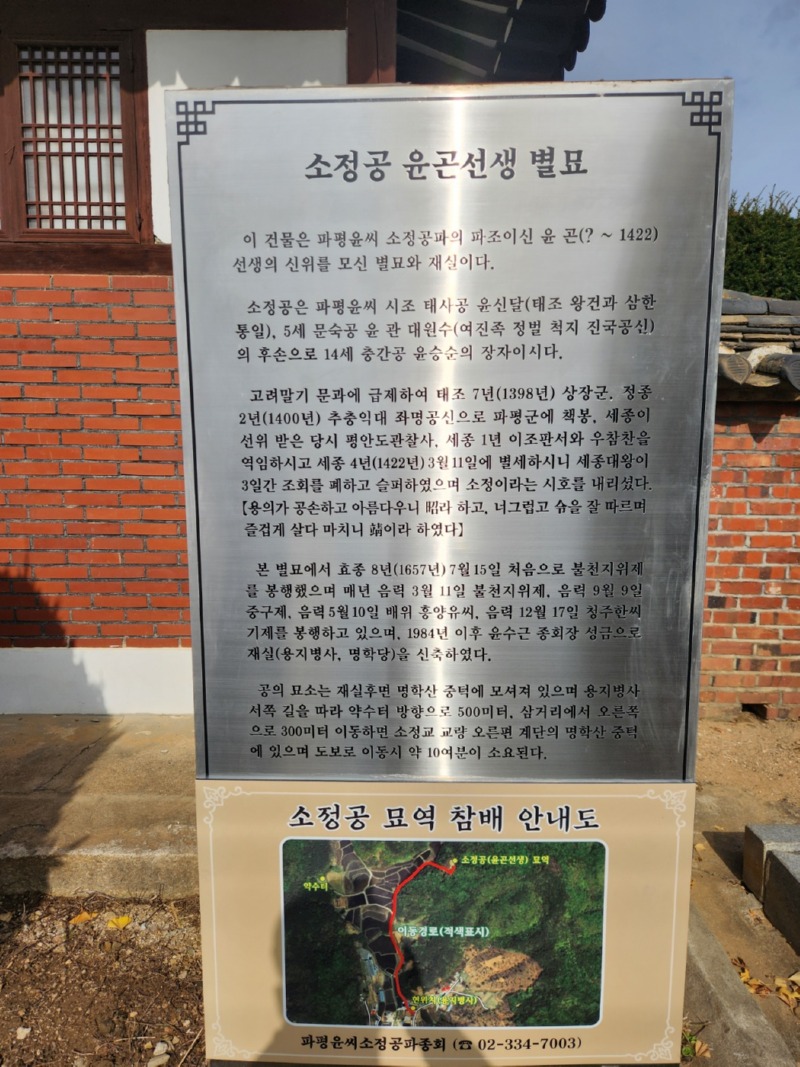 소정공 윤곤선생 별묘
이 건물은 파평윤씨 소정공파의 파조이신 윤 곤(? ~ 1422)
선생의 신위를 모신 별묘와 재실이다.
소정공은 파평윤씨 시조 태사공 윤신달(태조 왕건과 삼한
통일), 5세 문숙공 윤 관 대원수(여진족 정벌 척지 진국공신)
의 후손으로 14세 충간공 윤승순의 장자이시다.
고려말기 문과에 급제하여 태조 7년(1398년) 상장군. 정종
2년(1400년) 추충익대 좌명공신으로 파평군에 책봉, 세종이
선위 받은 당시 평안도관찰사, 세종 1년 이조판서와 우참찬을
역임하시고 세종 4년(1422년) 3월 11일에 별세하시니 세종대왕이
3일간 조회를 폐하고 슬퍼하였으며 소정이라는 시호를 내리셨다.
【용의가 공손하고 아름다우니 昭라 하고, 너그럽고 슦을 잘 따르며
즐겁게 살다 마치니 靖이라 하였다】
본 별묘에서 효종 8년(1657년) 7월 15일 처음으로 불천지위제
를 봉행했으며 매년 음력 3월 11일 불천지위제, 음력 9월 9일
중구제, 음력 5월 10일 배위 홍양유씨, 음력 12월 17일 청주한씨
기제를 봉행하고 있으며, 1984년 이후 윤수근 종회장 성금으로
재실(용지병사, 명학당)을 신축하였다.
공의 묘소는 재실후면 명학산 중턱에 모셔져 있으며 용지병사
서쪽 길을 따라 약수터 방향으로 500미터, 삼거리에서 오른쪽
으로 300미터 이동하면 소정교 교량 오른편 계단의 명학산 중턱
에 있으며 도보로 이동시 약 10여분이 소요된다.
소정공 묘역 참배 안내도
소정공(윤곤선생) 묘역
약수터
이동경로(적색표시)
현위치(용지병사)
파평윤씨소정공파종회 (☎ 02-334-7003)